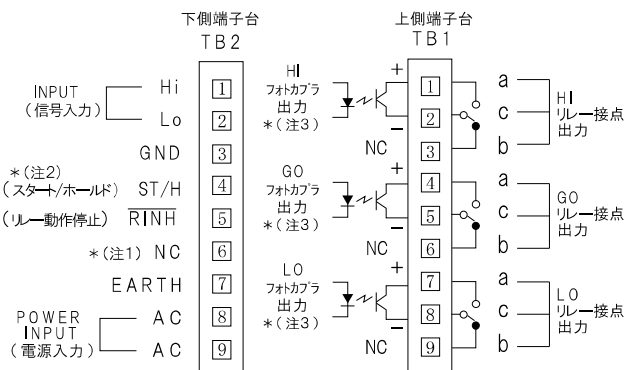 下側端子台
TB2
INPUT
(信号入力)
Hi
1
Lo
2
GND
3
*(注2)
(スタート/ホールド)
ST/H
4
(リレー動作停止)
RINH
5
*(注1) NC
6
EARTH
7
POWER
INPUT
(電源入力)
AC
8
AC
9
上側端子台
TB1
HI
フォトカプラ
出力
*(注3)
+
1
−
2
NC
3
a
c
b
HI
リレー接点
出力
GO
フォトカプラ
出力
*(注3)
+
4
−
5
NC
6
a
c
b
GO
リレー接点
出力
LO
フォトカプラ
出力
*(注3)
+
7
−
8
NC
9
a
c
b
LO
リレー接点
出力